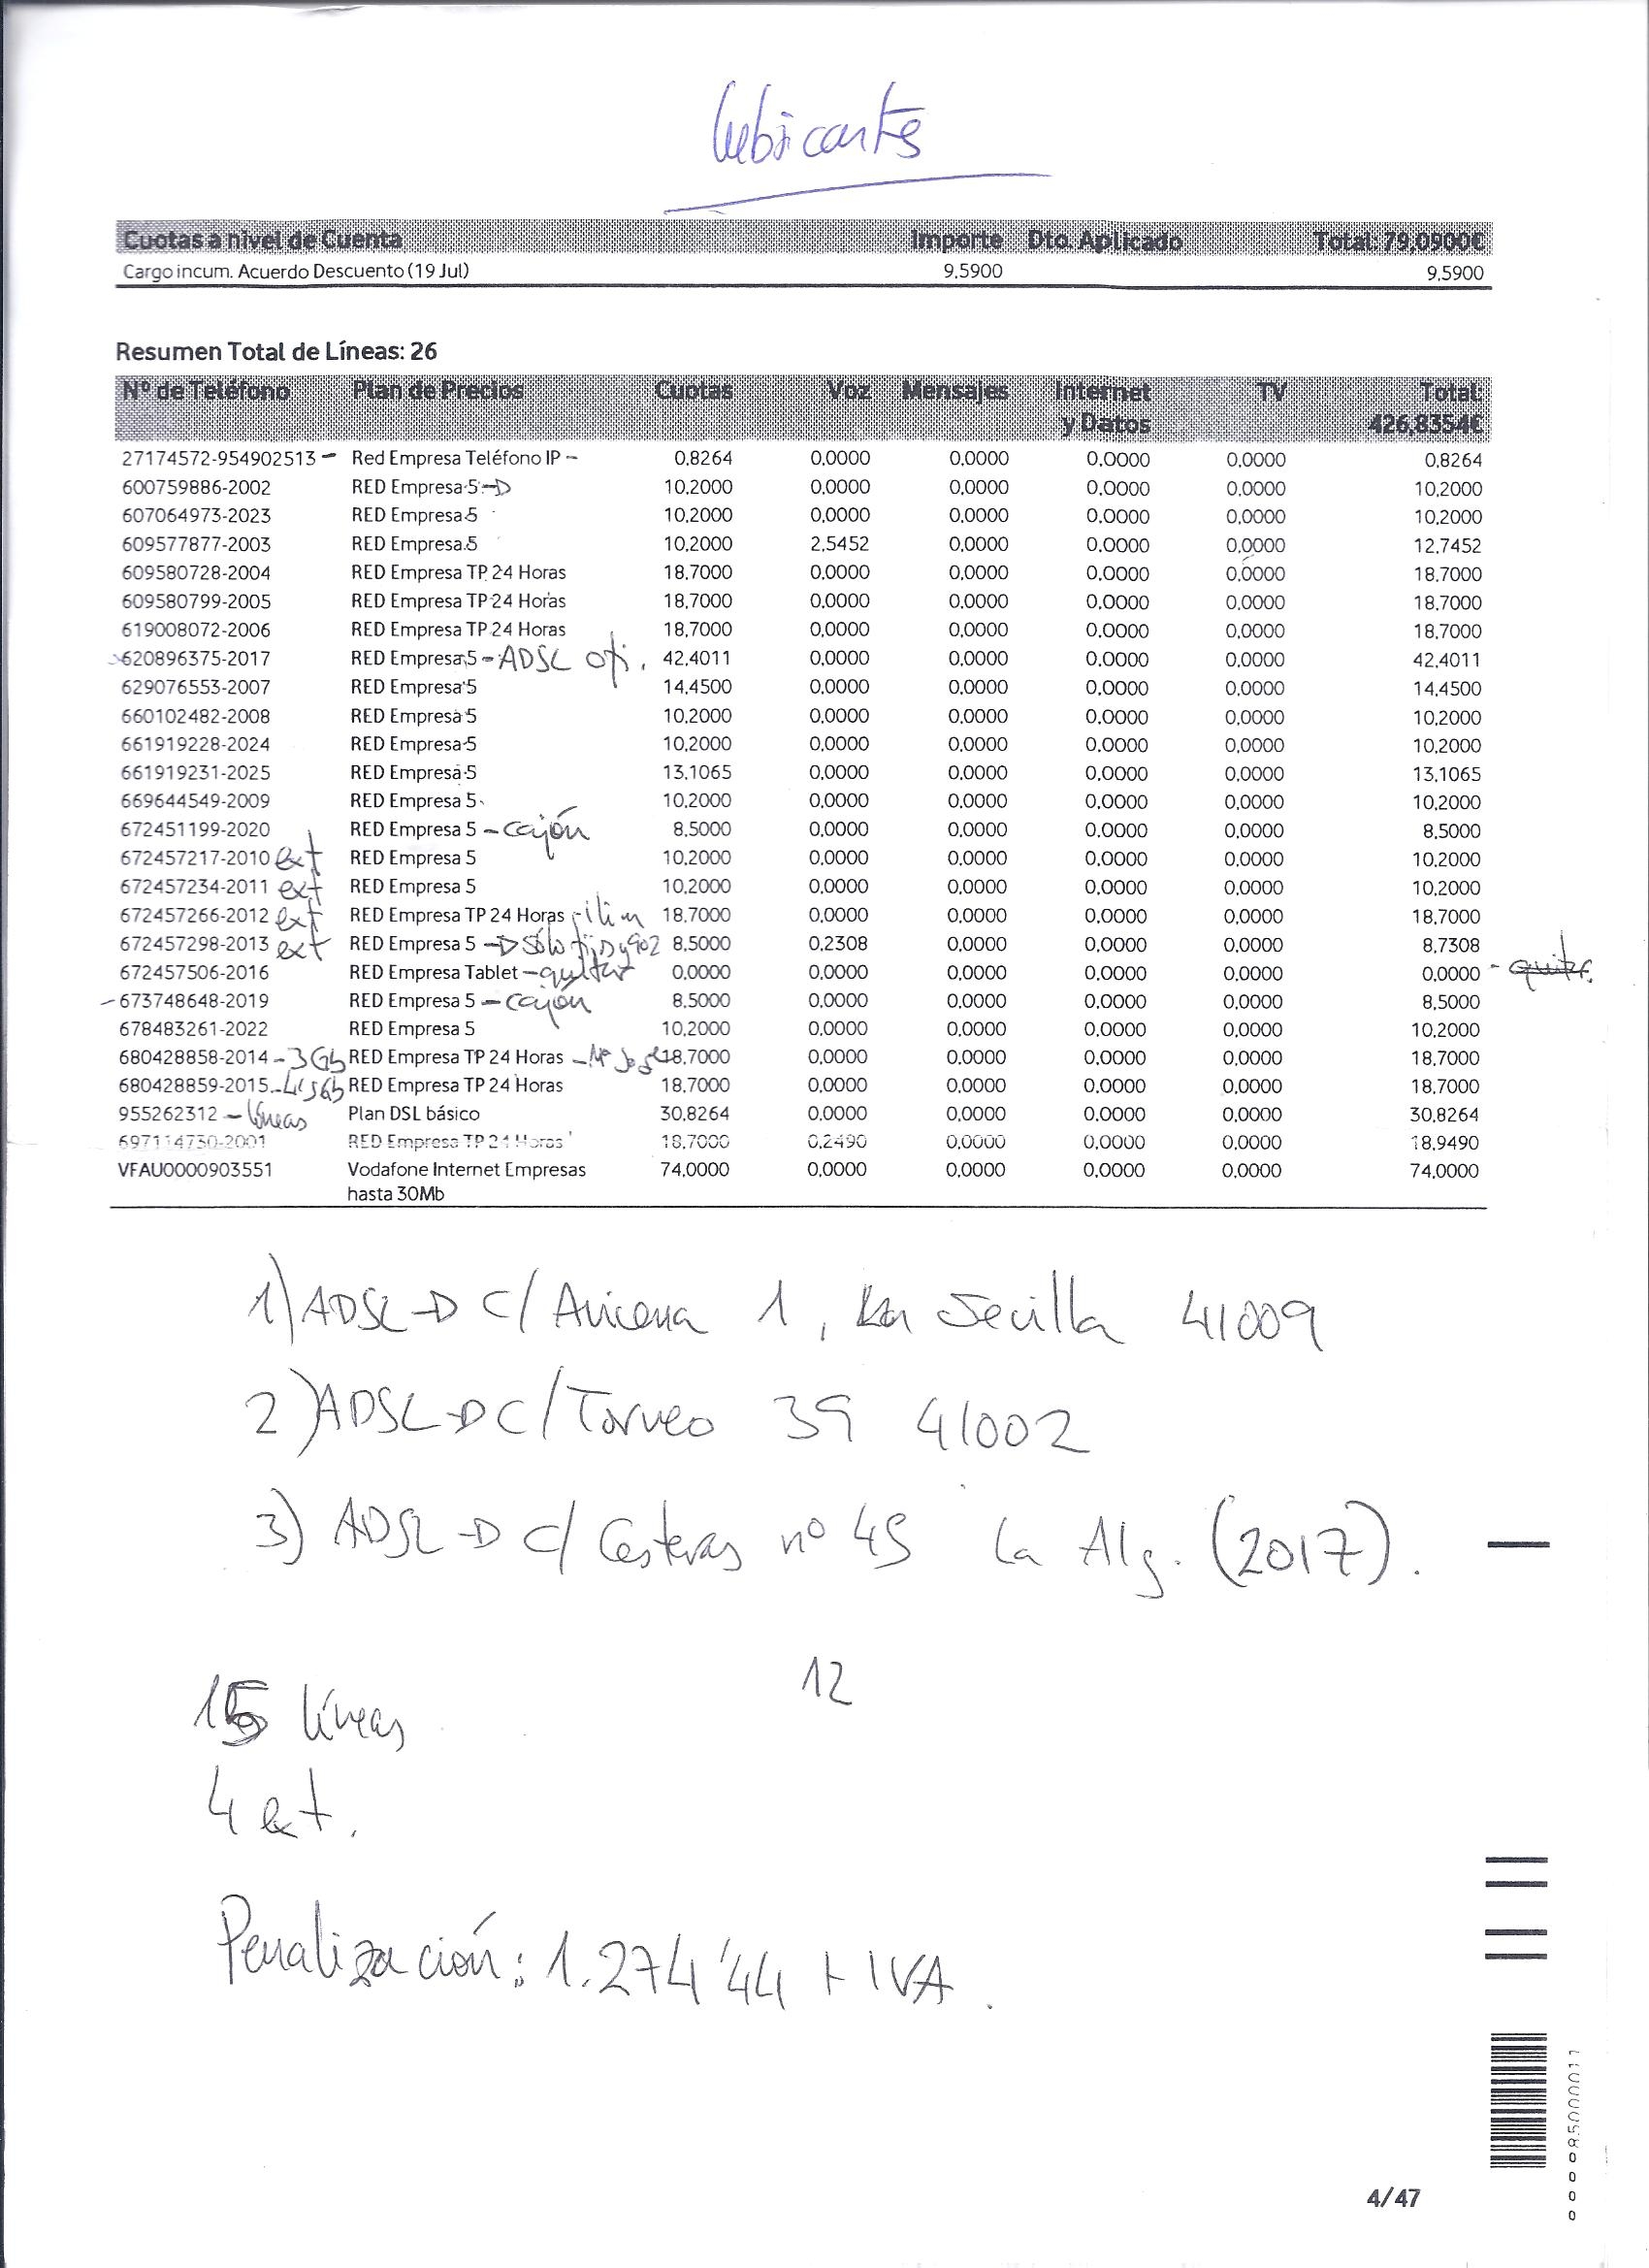 lubricantes
Cuotas a nivel de Cuenta Importe Dto. Aplicado Total: 79,0900€
Cargo incum. Acuerdo Descuento (19 Jul) 9,5900 9,5900
Resumen Total de Líneas: 26
Nº de Teléfono Plan de Precios Cuotas Voz Mensajes Internet TV Total:
y Datos 426,8354€
27174572-954902513 - Red Empresa Teléfono IP - 0,8264 0,0000 0,0000 0,0000 0,0000 0,8264
600759886-2002 RED Empresa 5 10,2000 0,0000 0,0000 0,0000 0,0000 10,2000
607064973-2023 RED Empresa 5 10,2000 0,0000 0,0000 0,0000 0,0000 10,2000
609577877-2003 RED Empresa 5 10,2000 2,5452 0,0000 0,0000 0,0000 12,7452
609580728-2004 RED Empresa TP 24 Horas 18,7000 0,0000 0,0000 0,0000 0,0000 18,7000
609580799-2005 RED Empresa TP 24 Horas 18,7000 0,0000 0,0000 0,0000 0,0000 18,7000
619008072-2006 RED Empresa TP 24 Horas 18,7000 0,0000 0,0000 0,0000 0,0000 18,7000
620896375-2017 RED Empresa 5 - ADSL ofi. 42,4011 0,0000 0,0000 0,0000 0,0000 42,4011
629076553-2007 RED Empresa 5 14,4500 0,0000 0,0000 0,0000 0,0000 14,4500
660102482-2008 RED Empresa 5 10,2000 0,0000 0,0000 0,0000 0,0000 10,2000
661919228-2024 RED Empresa 5 10,2000 0,0000 0,0000 0,0000 0,0000 10,2000
661919231-2025 RED Empresa 5 13,1065 0,0000 0,0000 0,0000 0,0000 13,1065
669644549-2009 RED Empresa 5 10,2000 0,0000 0,0000 0,0000 0,0000 10,2000
672451199-2020 RED Empresa 5 - cajón 8,5000 0,0000 0,0000 0,0000 0,0000 8,5000
672457217-2010 ext RED Empresa 5 10,2000 0,0000 0,0000 0,0000 0,0000 10,2000
672457234-2011 ext RED Empresa 5 10,2000 0,0000 0,0000 0,0000 0,0000 10,2000
672457266-2012 ext RED Empresa TP 24 Horas - ilim 18,7000 0,0000 0,0000 0,0000 0,0000 18,7000
672457298-2013 ext RED Empresa 5 → sólo fijos y 902 8,5000 0,2308 0,0000 0,0000 0,0000 8,7308
672457506-2016 RED Empresa Tablet - quitar 0,0000 0,0000 0,0000 0,0000 0,0000 0,0000 - quitar
- 673748648-2019 RED Empresa 5 - cajón 8,5000 0,0000 0,0000 0,0000 0,0000 8,5000
678483261-2022 RED Empresa 5 10,2000 0,0000 0,0000 0,0000 0,0000 10,2000
680428858-2014 - 3Gb RED Empresa TP 24 Horas - Mª José 18,7000 0,0000 0,0000 0,0000 0,0000 18,7000
680428859-2015 - 4'5Gb RED Empresa TP 24 Horas 18,7000 0,0000 0,0000 0,0000 0,0000 18,7000
955262312 - líneas Plan DSL básico 30,8264 0,0000 0,0000 0,0000 0,0000 30,8264
697114730-2001 RED Empresa TP 24 Horas 18,7000 0,2490 0,0000 0,0000 0,0000 18,9490
VFAU0000903551 Vodafone Internet Empresas 74,0000 0,0000 0,0000 0,0000 0,0000 74,0000
hasta 30Mb
1) ADSL → C/ Avicena 1, Sevilla 41009
2) ADSL → C/ Torneo 39 41002
3) ADSL → C/ Cesteras nº 45 La Alg. (2017).
12
15 líneas
4 ext.
Penalización: 1.274'44 + IVA.
4/47